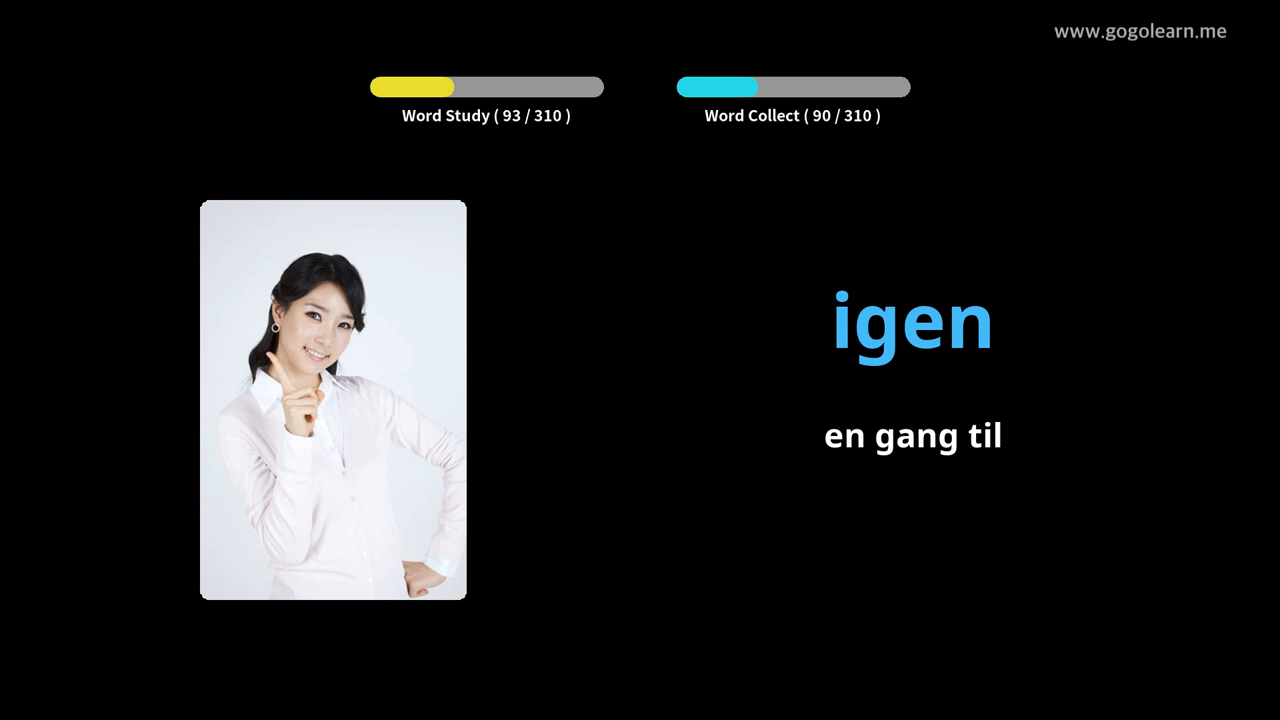 www.gogolearn.me
Word Study ( 93 / 310 )
Word Collect ( 90 / 310 )
igen
en gang til